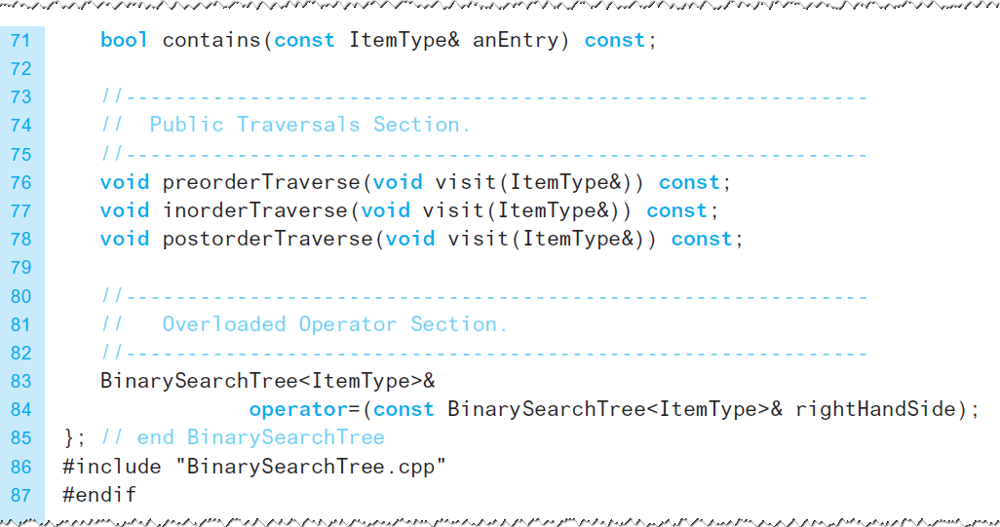 71 bool contains(const ItemType& anEntry) const;
72
73 //------------------------------------------------------------
74 // Public Traversals Section.
75 //------------------------------------------------------------
76 void preorderTraverse(void visit(ItemType&)) const;
77 void inorderTraverse(void visit(ItemType&)) const;
78 void postorderTraverse(void visit(ItemType&)) const;
79
80 //------------------------------------------------------------
81 // Overloaded Operator Section.
82 //------------------------------------------------------------
83 BinarySearchTree<ItemType>&
84 operator=(const BinarySearchTree<ItemType>& rightHandSide);
85 }; // end BinarySearchTree
86 #include "BinarySearchTree.cpp"
87 #endif